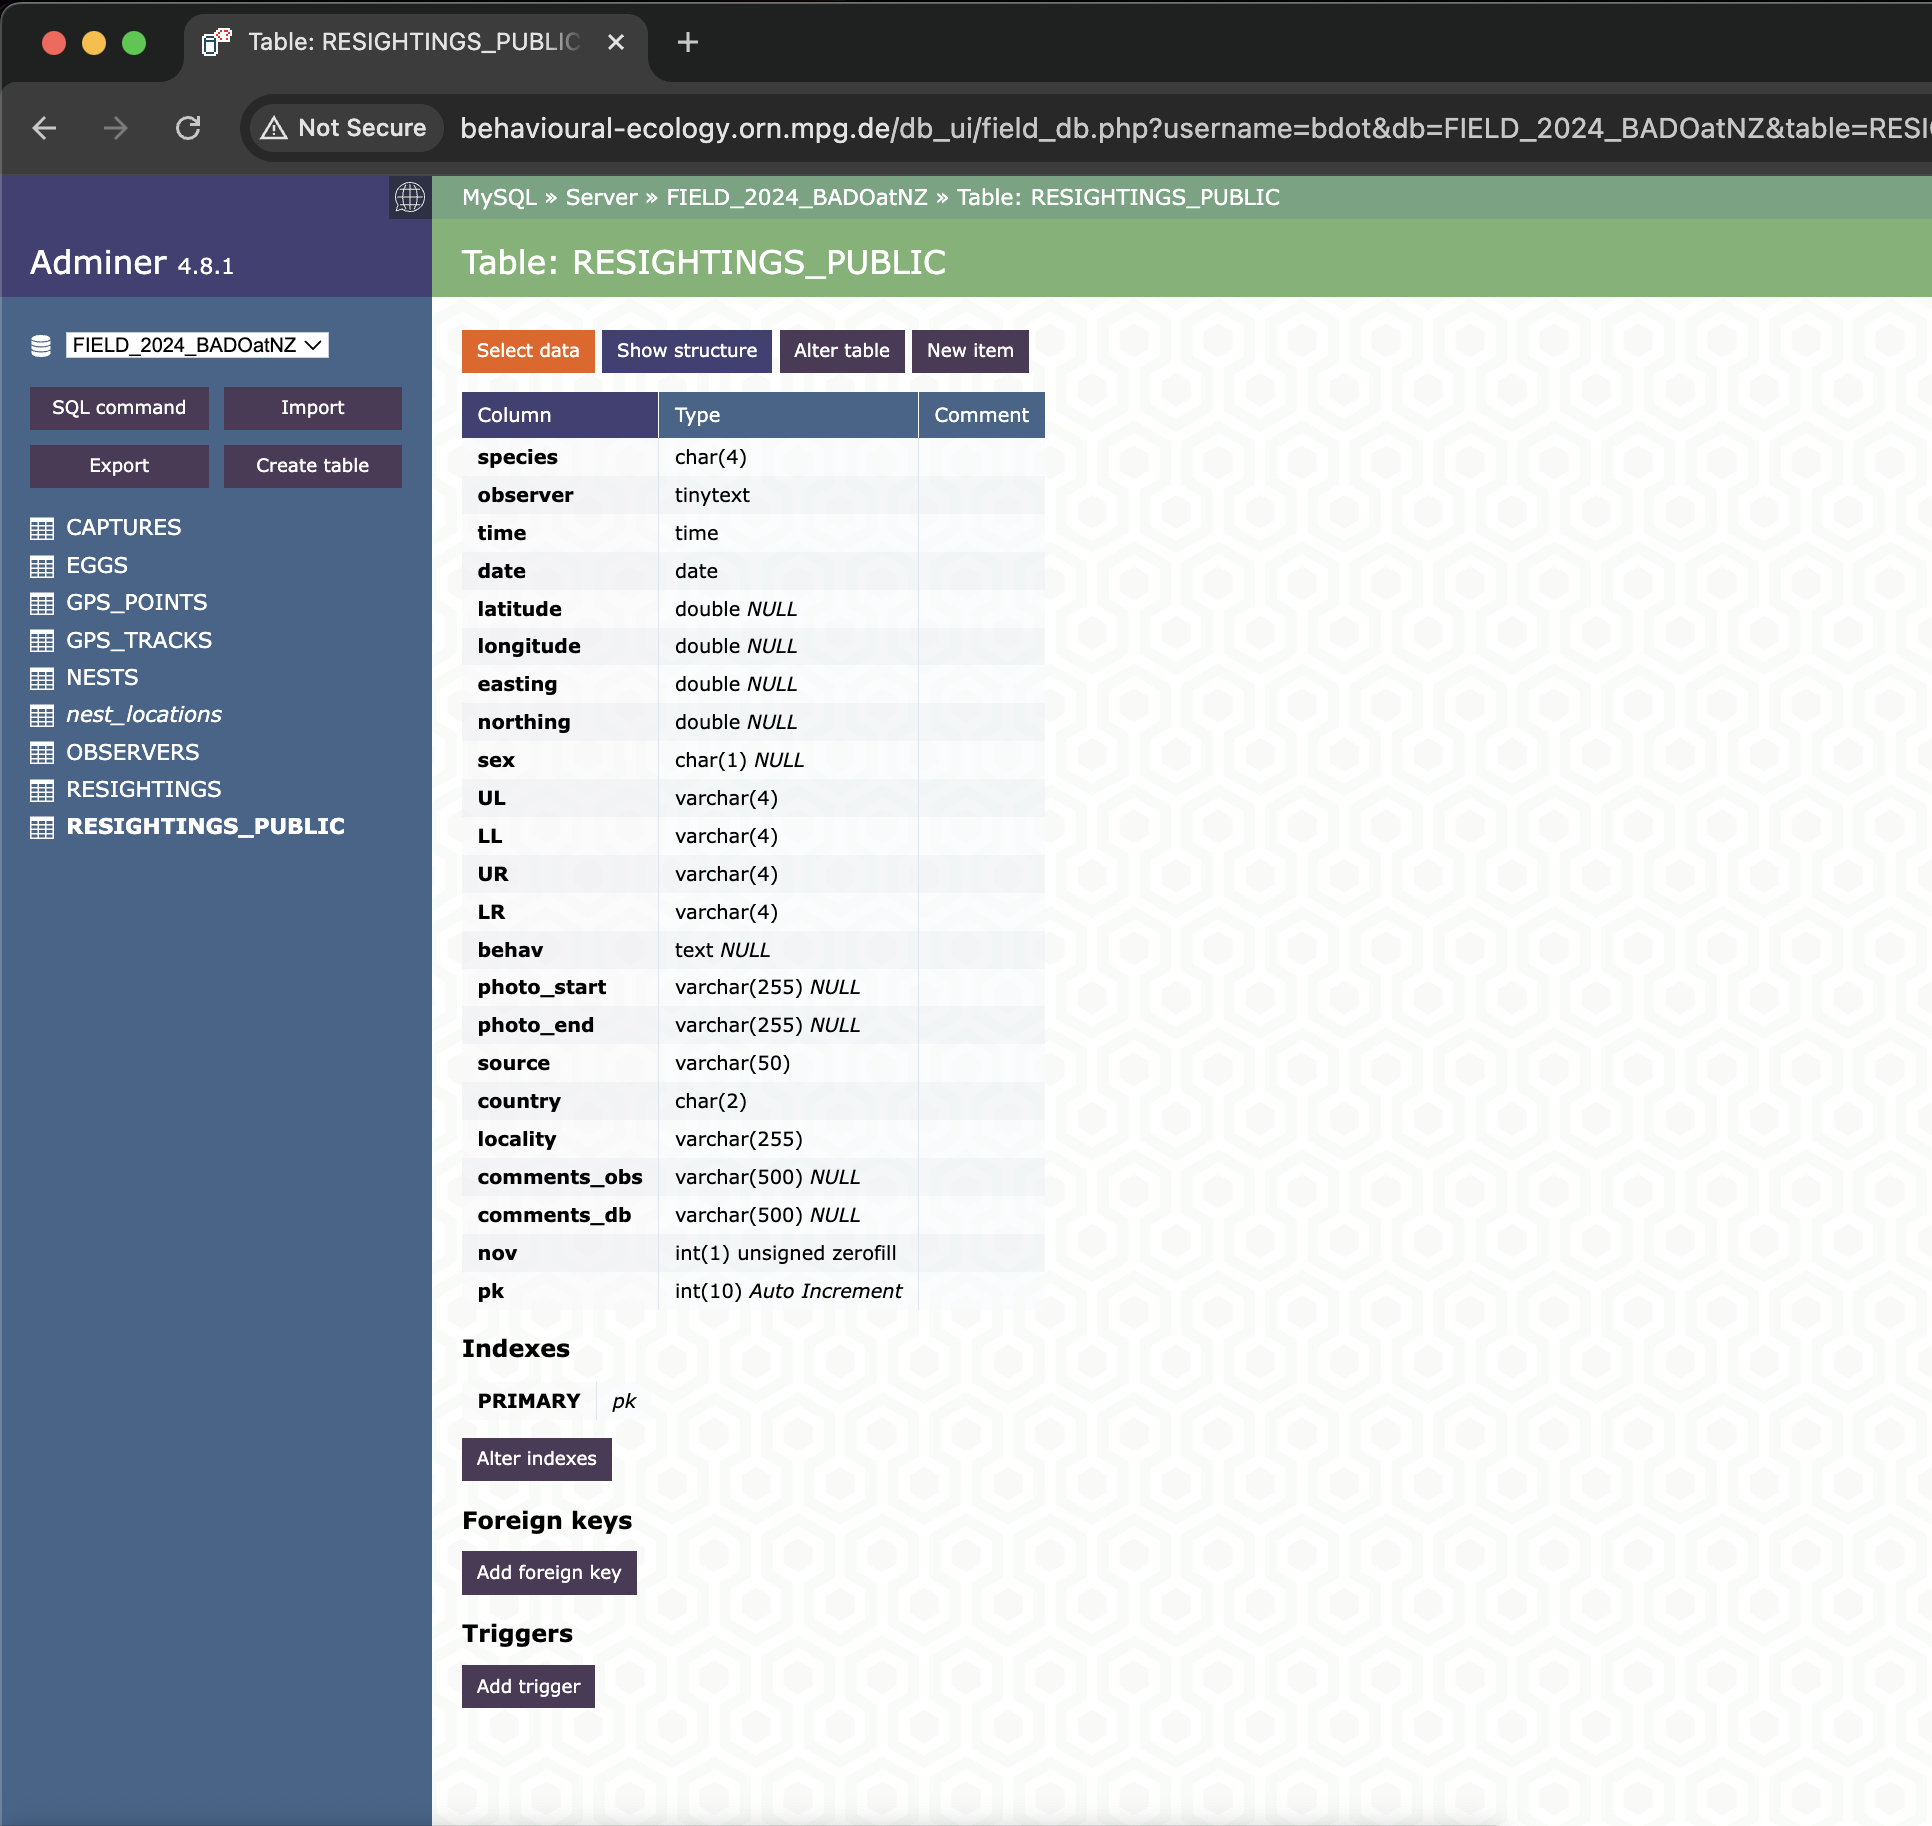 Table: RESIGHTINGS_PUBLIC
Not Secure behavioural-ecology.orn.mpg.de/db_ui/field_db.php?username=bdot&db=FIELD_2024_BADOatNZ&table=RESI
MySQL » Server » FIELD_2024_BADOatNZ » Table: RESIGHTINGS_PUBLIC
Adminer 4.8.1
FIELD_2024_BADOatNZ
SQL command Import
Export Create table
CAPTURES
EGGS
GPS_POINTS
GPS_TRACKS
NESTS
nest_locations
OBSERVERS
RESIGHTINGS
RESIGHTINGS_PUBLIC
Table: RESIGHTINGS_PUBLIC
Select data Show structure Alter table New item
Column Type Comment
species char(4)
observer tinytext
time time
date date
latitude double NULL
longitude double NULL
easting double NULL
northing double NULL
sex char(1) NULL
UL varchar(4)
LL varchar(4)
UR varchar(4)
LR varchar(4)
behav text NULL
photo_start varchar(255) NULL
photo_end varchar(255) NULL
source varchar(50)
country char(2)
locality varchar(255)
comments_obs varchar(500) NULL
comments_db varchar(500) NULL
nov int(1) unsigned zerofill
pk int(10) Auto Increment
Indexes
PRIMARY pk
Alter indexes
Foreign keys
Add foreign key
Triggers
Add trigger